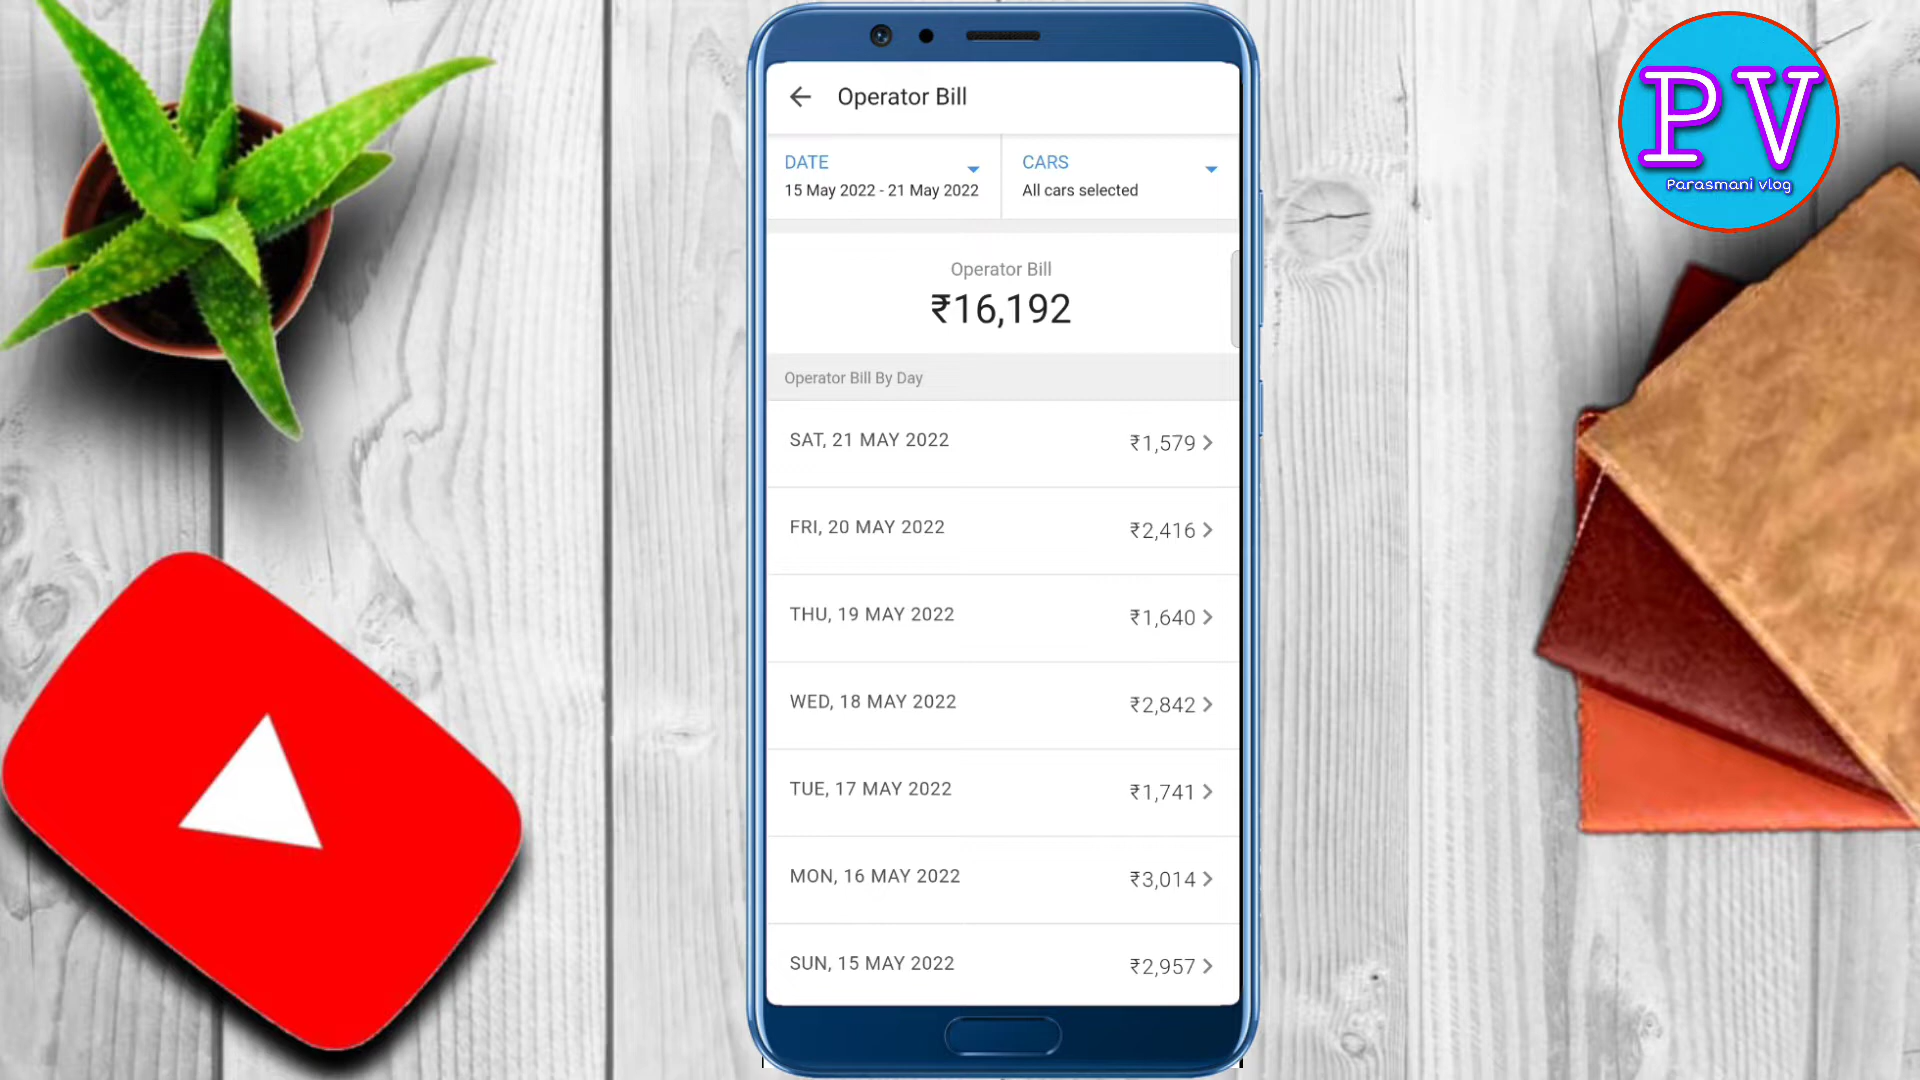 Operator Bill
DATE
15 May 2022 - 21 May 2022
CARS
All cars selected
Operator Bill
₹16,192
Operator Bill By Day
SAT, 21 MAY 2022 ₹1,579
FRI, 20 MAY 2022 ₹2,416
THU, 19 MAY 2022 ₹1,640
WED, 18 MAY 2022 ₹2,842
TUE, 17 MAY 2022 ₹1,741
MON, 16 MAY 2022 ₹3,014
SUN, 15 MAY 2022 ₹2,957
PV
Parasmani vlog